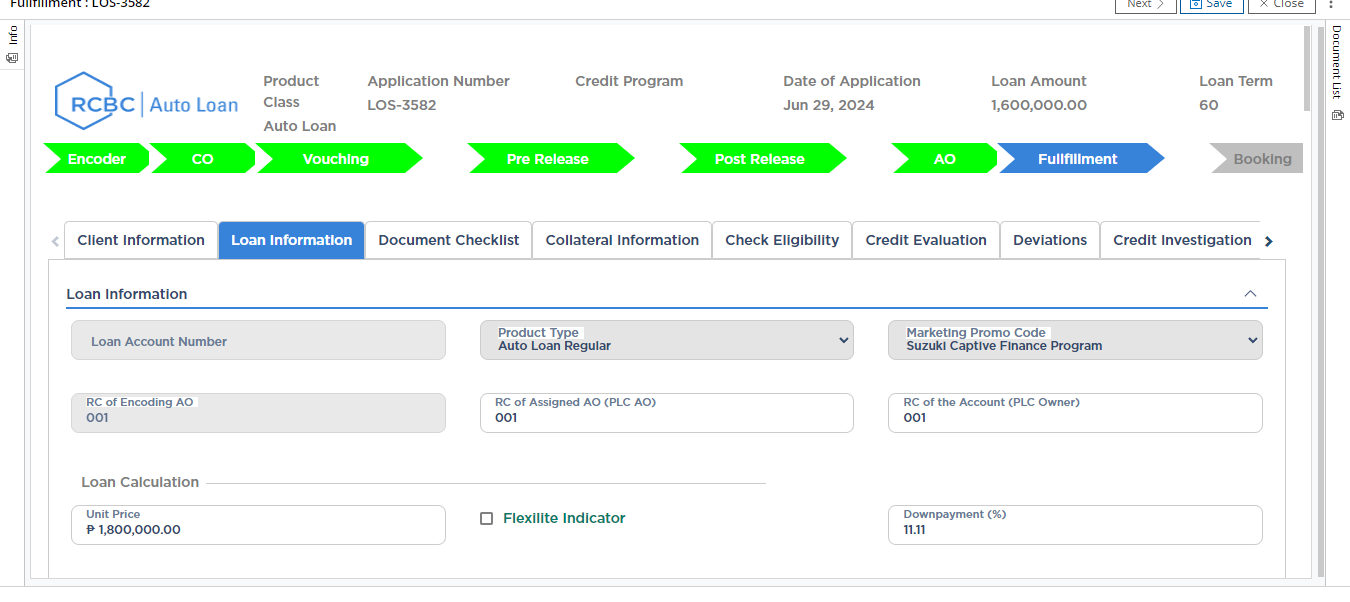 Fullfillment : LOS-3582
Next
Save
Close
Info
Document List
RCBC Auto Loan
Product Class
Auto Loan
Application Number
LOS-3582
Credit Program
Date of Application
Jun 29, 2024
Loan Amount
1,600,000.00
Loan Term
60
Encoder
CO
Vouching
Pre Release
Post Release
AO
Fullfillment
Booking
Client Information
Loan Information
Document Checklist
Collateral Information
Check Eligibility
Credit Evaluation
Deviations
Credit Investigation
Loan Information
Loan Account Number
Product Type
Auto Loan Regular
Marketing Promo Code
Suzuki Captive Finance Program
RC of Encoding AO
001
RC of Assigned AO (PLC AO)
001
RC of the Account (PLC Owner)
001
Loan Calculation
Unit Price
₱ 1,800,000.00
Flexilite Indicator
Downpayment (%)
11.11